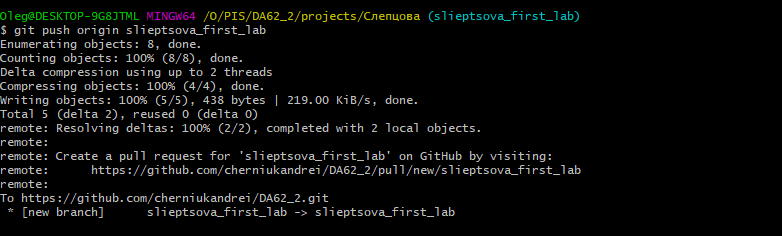 Oleg@DESKTOP-9G8JTML MINGW64 /O/PIS/DA62_2/projects/Слепцова (slieptsova_first_lab)
$ git push origin slieptsova_first_lab
Enumerating objects: 8, done.
Counting objects: 100% (8/8), done.
Delta compression using up to 2 threads
Compressing objects: 100% (4/4), done.
Writing objects: 100% (5/5), 438 bytes | 219.00 KiB/s, done.
Total 5 (delta 2), reused 0 (delta 0)
remote: Resolving deltas: 100% (2/2), completed with 2 local objects.
remote:
remote: Create a pull request for 'slieptsova_first_lab' on GitHub by visiting:
remote:      https://github.com/cherniukandrei/DA62_2/pull/new/slieptsova_first_lab
remote:
To https://github.com/cherniukandrei/DA62_2.git
 * [new branch]      slieptsova_first_lab -> slieptsova_first_lab